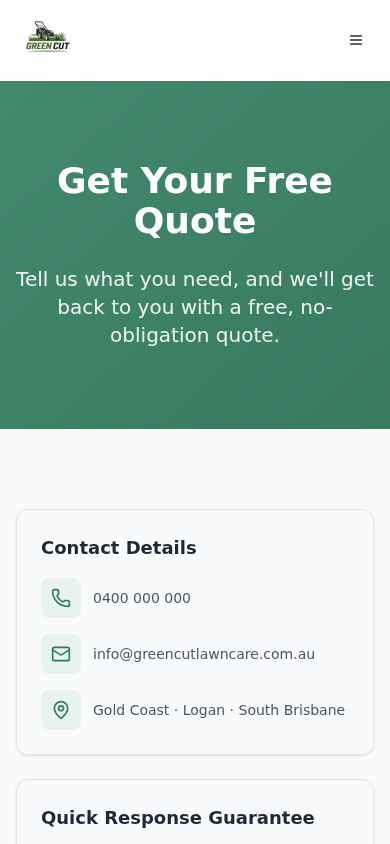 GREEN CUT
Get Your Free
Quote
Tell us what you need, and we'll get
back to you with a free, no-
obligation quote.
Contact Details
0400 000 000
info@greencutlawncare.com.au
Gold Coast · Logan · South Brisbane
Quick Response Guarantee